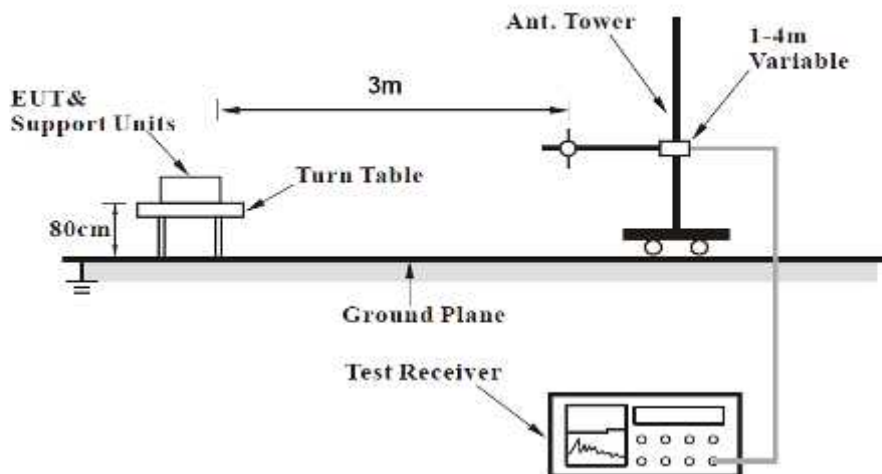 Ant. Tower
1-4m
Variable
3m
EUT&
Support Units
Turn Table
80cm
Ground Plane
Test Receiver